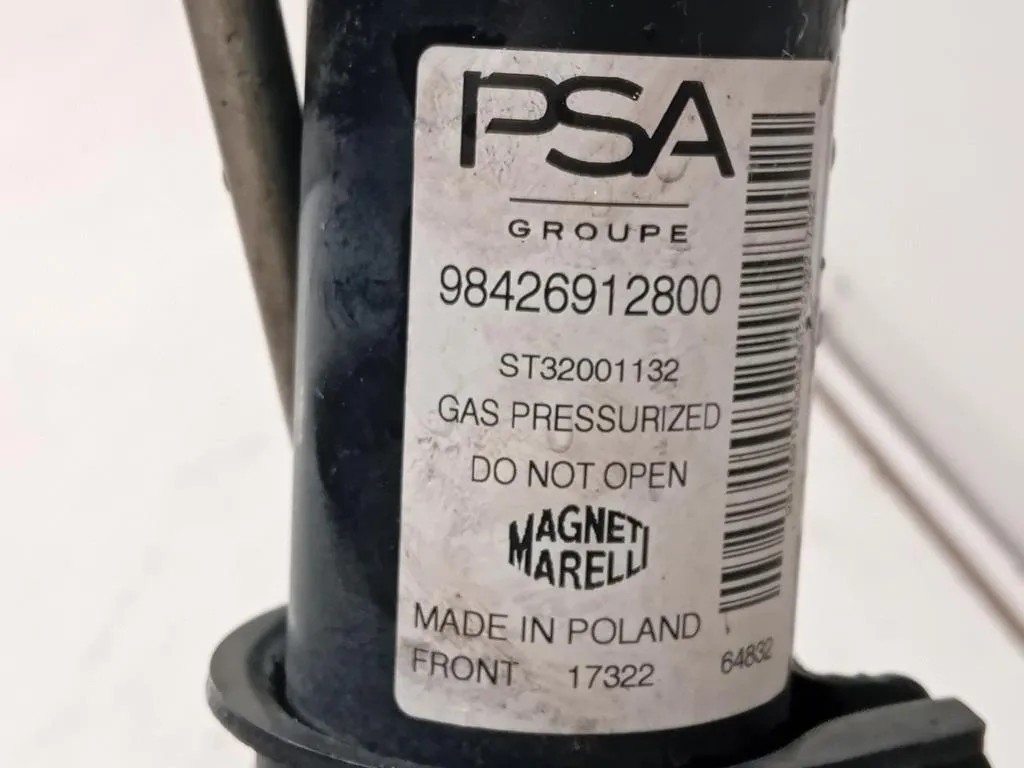 PSA
GROUPE
98426912800
ST32001132
GAS PRESSURIZED
DO NOT OPEN
MAGNETI
MARELLI
MADE IN POLAND
FRONT 17322 64832